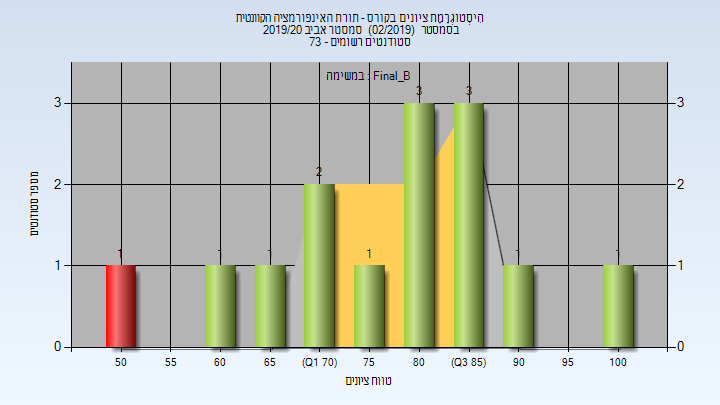 היסטוגרמת ציונים בקורס - תורת האינפורמציה הקוונטית
בסמסטר (02/2019) סמסטר אביב 2019/20
סטודנטים רשומים - 73
במשימה : Final_B
3 3
3 3
2
2 2
1 1 1 1 1 1
1 1
0 0
50 55 60 65 (Q1 70) 75 80 (Q3 85) 90 95 100
מספר סטודנטים
טווח ציונים